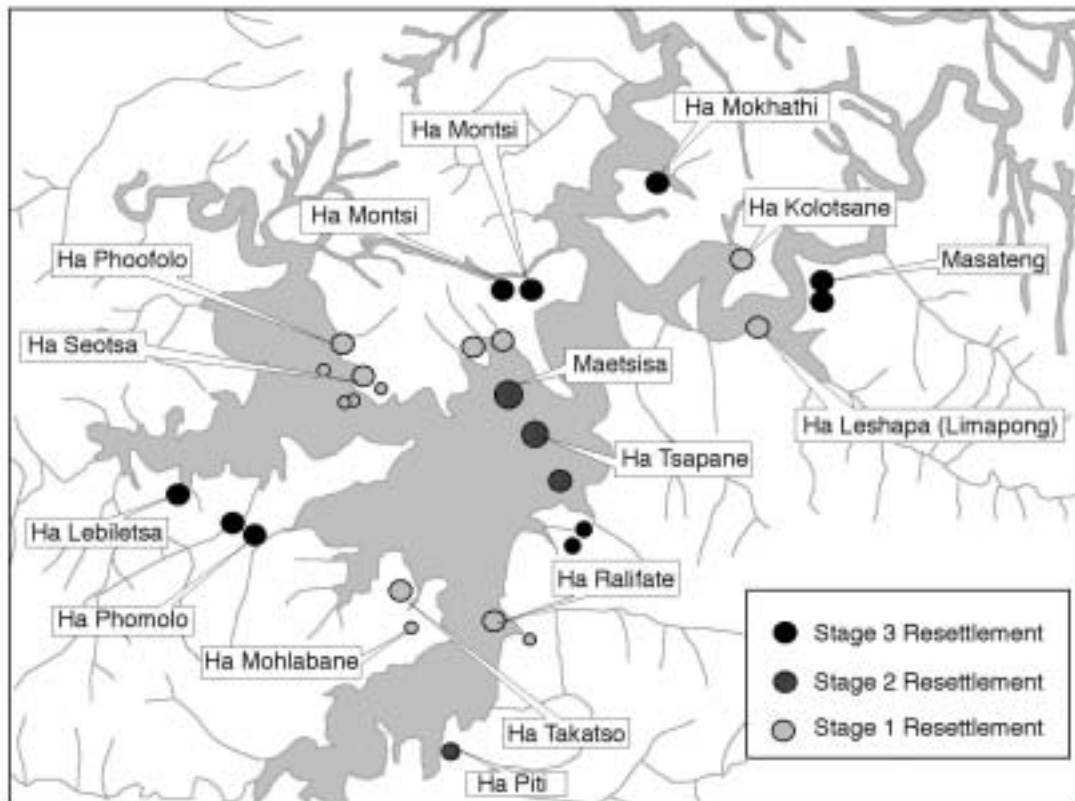 Ha Mokhathi
Ha Montsi
Ha Montsi
Ha Kolotsane
Ha Phoofolo
Masateng
Ha Seotsa
Maetsisa
Ha Leshapa (Limapong)
Ha Tsapane
Ha Lebiletsa
Ha Ralifate
Ha Phomolo
Ha Mohlabane
Ha Takatso
Ha Piti
Stage 3 Resettlement
Stage 2 Resettlement
Stage 1 Resettlement